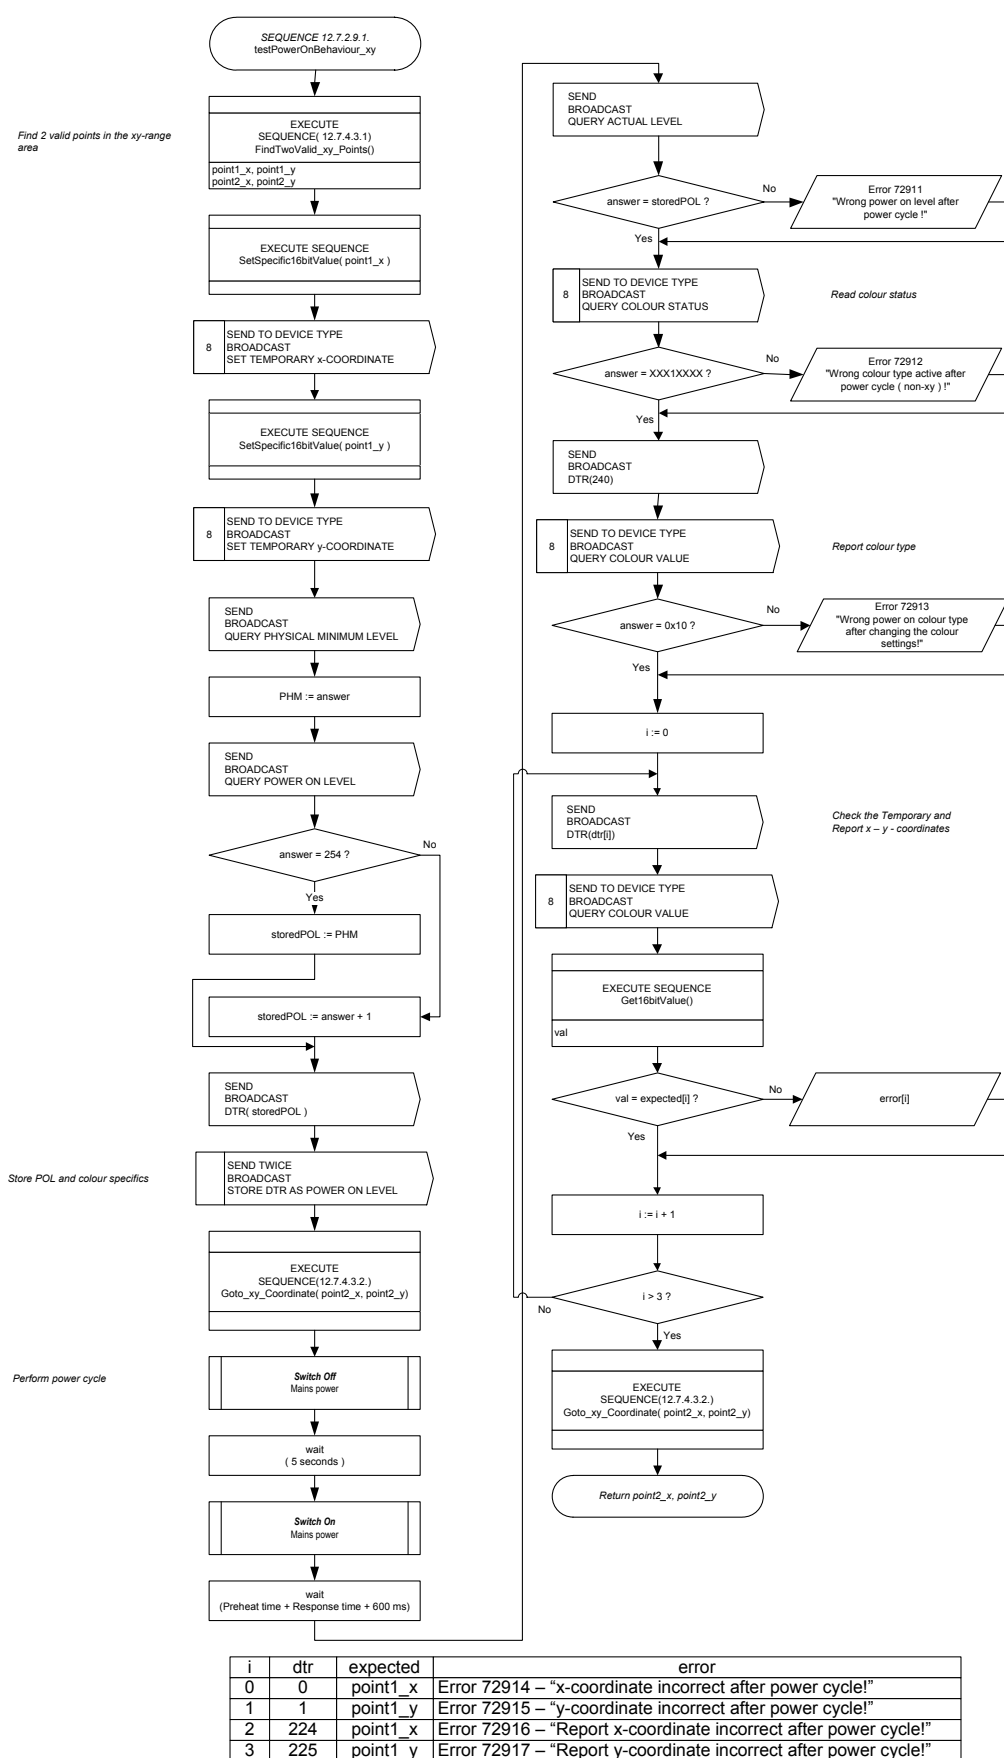 SEQUENCE 12.7.2.9.1.
testPowerOnBehaviour_xy
Find 2 valid points in the xy-range
area
EXECUTE
SEQUENCE( 12.7.4.3.1)
FindTwoValid_xy_Points()
point1_x, point1_y
point2_x, point2_y
EXECUTE SEQUENCE
SetSpecific16bitValue( point1_x )
8
SEND TO DEVICE TYPE
BROADCAST
SET TEMPORARY x-COORDINATE
EXECUTE SEQUENCE
SetSpecific16bitValue( point1_y )
8
SEND TO DEVICE TYPE
BROADCAST
SET TEMPORARY y-COORDINATE
SEND
BROADCAST
QUERY PHYSICAL MINIMUM LEVEL
PHM := answer
SEND
BROADCAST
QUERY POWER ON LEVEL
answer = 254 ?
No
Yes
storedPOL := PHM
storedPOL := answer + 1
SEND
BROADCAST
DTR( storedPOL )
Store POL and colour specifics
SEND TWICE
BROADCAST
STORE DTR AS POWER ON LEVEL
EXECUTE
SEQUENCE(12.7.4.3.2.)
Goto_xy_Coordinate( point2_x, point2_y)
Perform power cycle
Switch Off
Mains power
wait
( 5 seconds )
Switch On
Mains power
wait
(Preheat time + Response time + 600 ms)
SEND
BROADCAST
QUERY ACTUAL LEVEL
answer = storedPOL ?
No
Error 72911
"Wrong power on level after
power cycle !"
Yes
8
SEND TO DEVICE TYPE
BROADCAST
QUERY COLOUR STATUS
Read colour status
answer = XXX1XXXX ?
No
Error 72912
"Wrong colour type active after
power cycle ( non-xy ) !"
Yes
SEND
BROADCAST
DTR(240)
8
SEND TO DEVICE TYPE
BROADCAST
QUERY COLOUR VALUE
Report colour type
answer = 0x10 ?
No
Error 72913
"Wrong power on colour type
after changing the colour
settings!"
Yes
i := 0
SEND
BROADCAST
DTR(dtr[i])
Check the Temporary and
Report x – y - coordinates
8
SEND TO DEVICE TYPE
BROADCAST
QUERY COLOUR VALUE
EXECUTE SEQUENCE
Get16bitValue()
val
val = expected[i] ?
No
error[i]
Yes
i := i + 1
i > 3 ?
No
Yes
EXECUTE
SEQUENCE(12.7.4.3.2.)
Goto_xy_Coordinate( point2_x, point2_y)
Return point2_x, point2_y
i dtr expected error
0 0 point1_x Error 72914 – “x-coordinate incorrect after power cycle!”
1 1 point1_y Error 72915 – “y-coordinate incorrect after power cycle!”
2 224 point1_x Error 72916 – “Report x-coordinate incorrect after power cycle!”
3 225 point1_y Error 72917 – “Report y-coordinate incorrect after power cycle!”